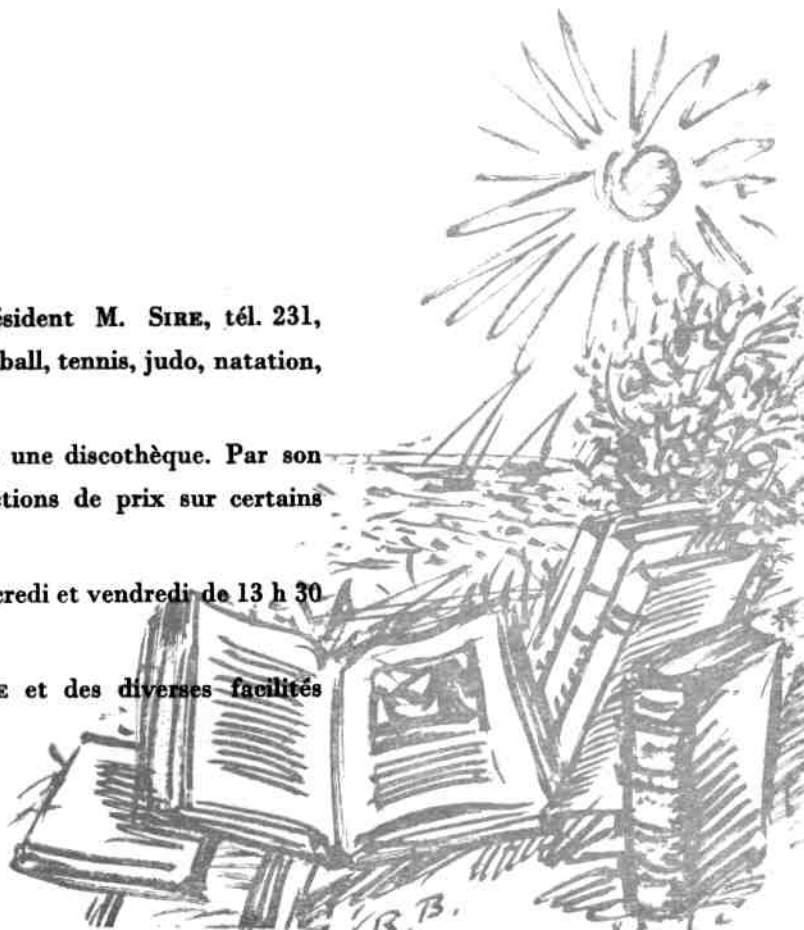 ésident M. SIRE, tél. 231,
ball, tennis, judo, natation,
une discothèque. Par son
ctions de prix sur certains
credi et vendredi de 13 h 30
E et des diverses facilités
R. B.